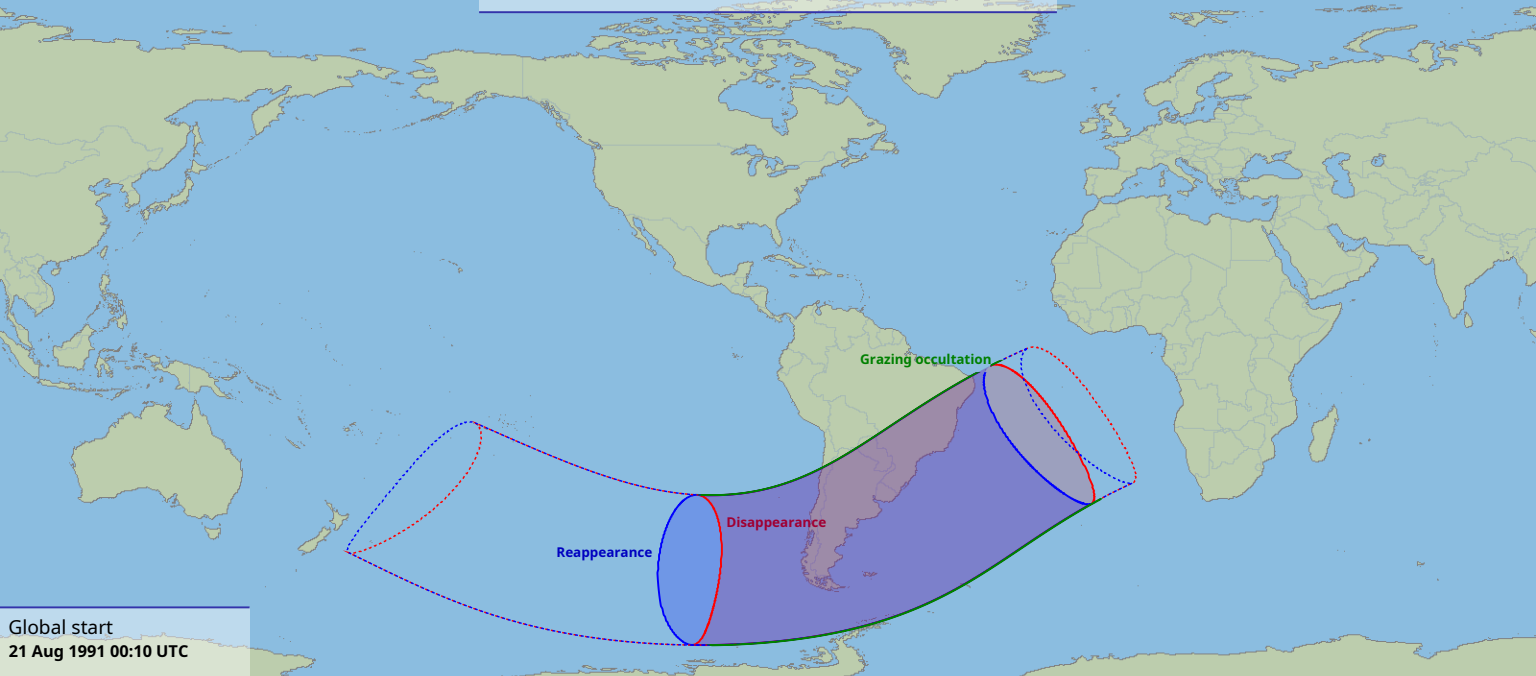 Grazing occultation
Disappearance
Reappearance
Global start
21 Aug 1991 00:10 UTC